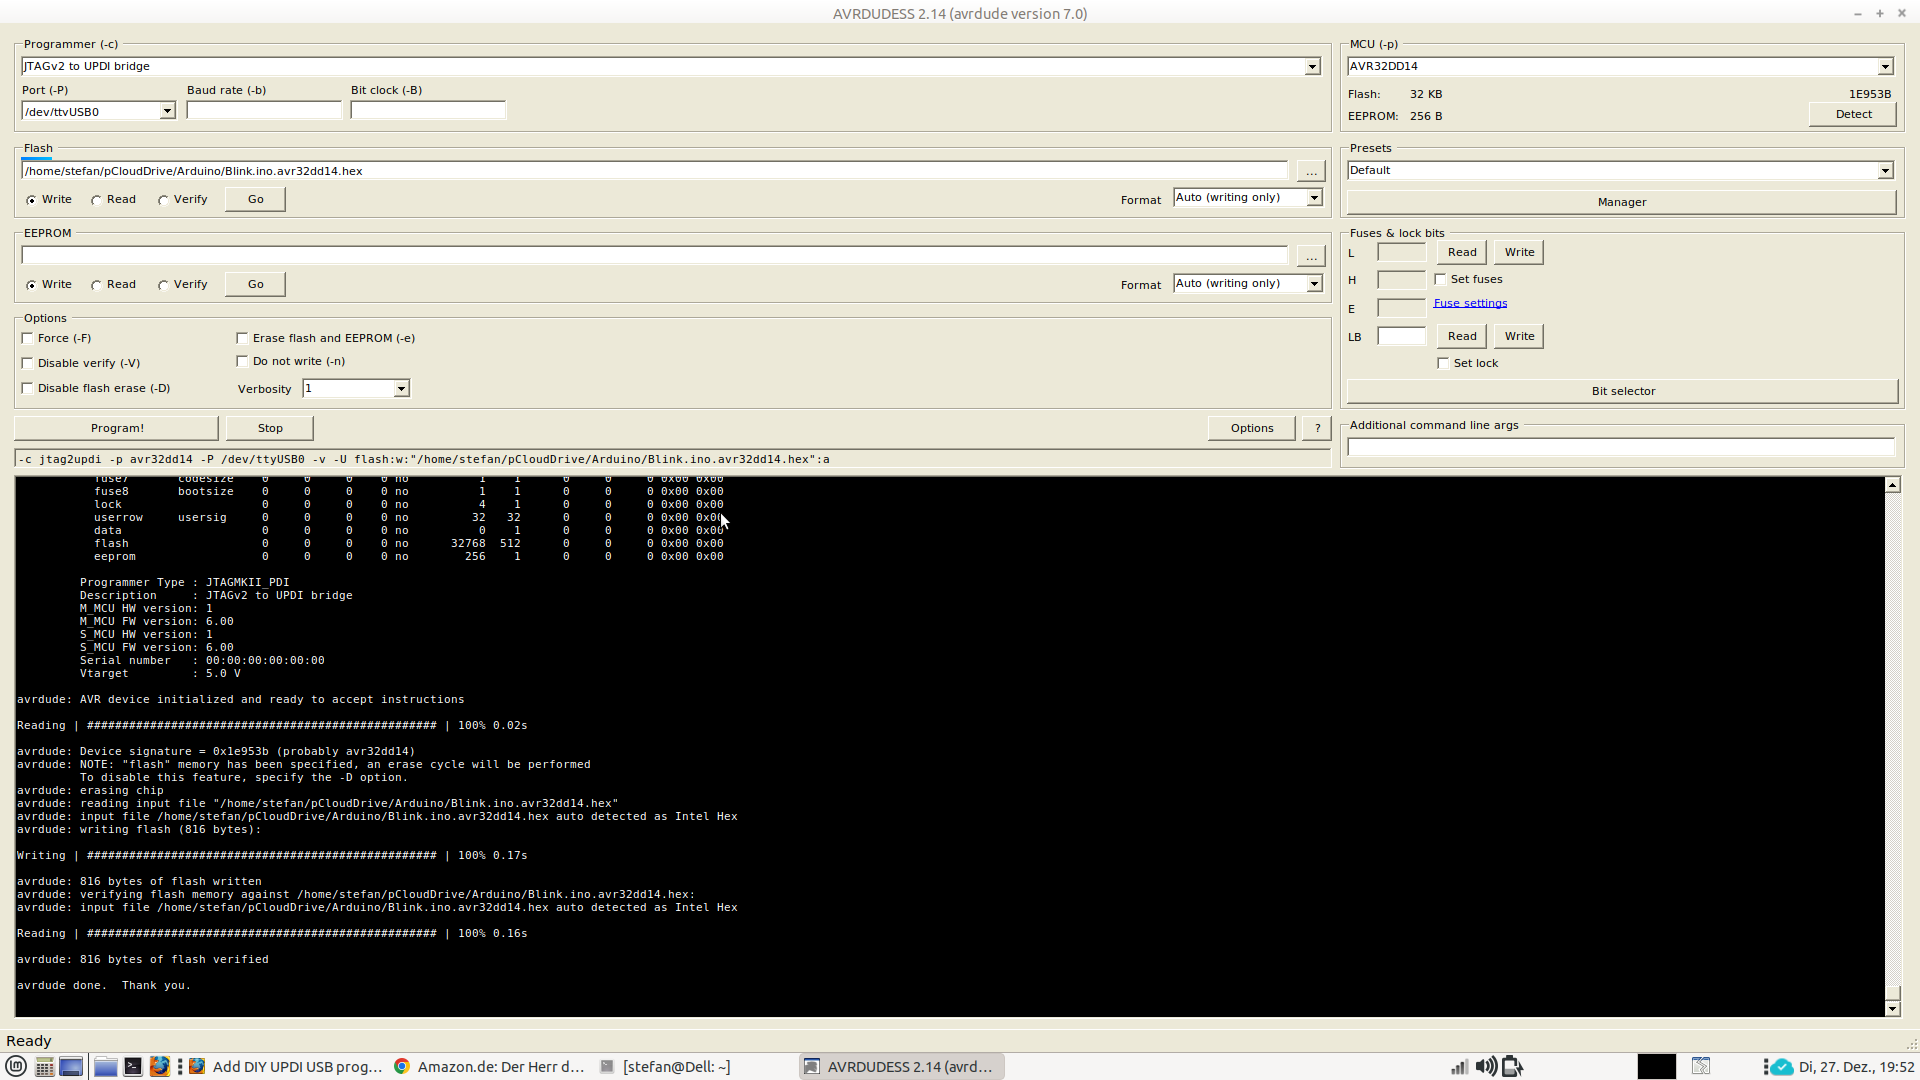 AVRDUDESS 2.14 (avrdude version 7.0)
Programmer (-c)
JTAGv2 to UPDI bridge
Port (-P)
Baud rate (-b)
Bit clock (-B)
/dev/ttyUSB0
MCU (-p)
AVR32DD14
Flash: 32 KB
1E953B
EEPROM: 256 B
Detect
Flash
/home/stefan/pCloudDrive/Arduino/Blink.ino.avr32dd14.hex
...
Write
Read
Verify
Go
Format
Auto (writing only)
Presets
Default
Manager
EEPROM
...
Write
Read
Verify
Go
Format
Auto (writing only)
Fuses & lock bits
L
Read
Write
H
Set fuses
E
Fuse settings
LB
Read
Write
Set lock
Bit selector
Options
Force (-F)
Erase flash and EEPROM (-e)
Disable verify (-V)
Do not write (-n)
Disable flash erase (-D)
Verbosity
1
Program!
Stop
Options
?
Additional command line args
-c jtag2updi -p avr32dd14 -P /dev/ttyUSB0 -v -U flash:w:"/home/stefan/pCloudDrive/Arduino/Blink.ino.avr32dd14.hex":a
fuse7 codesize 0 0 0 0 no 1 1 0 0 0 0x00 0x00
fuse8 bootsize 0 0 0 0 no 1 1 0 0 0 0x00 0x00
lock 0 0 0 0 no 4 1 0 0 0 0x00 0x00
userrow usersig 0 0 0 0 no 32 32 0 0 0 0x00 0x00
data 0 0 0 0 no 0 1 0 0 0 0x00 0x00
flash 0 0 0 0 no 32768 512 0 0 0 0x00 0x00
eeprom 0 0 0 0 no 256 1 0 0 0 0x00 0x00
Programmer Type : JTAGMKII_PDI
Description : JTAGv2 to UPDI bridge
M_MCU HW version: 1
M_MCU FW version: 6.00
S_MCU HW version: 1
S_MCU FW version: 6.00
Serial number : 00:00:00:00:00:00
Vtarget : 5.0 V
avrdude: AVR device initialized and ready to accept instructions
Reading | ################################################## | 100% 0.02s
avrdude: Device signature = 0x1e953b (probably avr32dd14)
avrdude: NOTE: "flash" memory has been specified, an erase cycle will be performed
To disable this feature, specify the -D option.
avrdude: erasing chip
avrdude: reading input file "/home/stefan/pCloudDrive/Arduino/Blink.ino.avr32dd14.hex"
avrdude: input file /home/stefan/pCloudDrive/Arduino/Blink.ino.avr32dd14.hex auto detected as Intel Hex
avrdude: writing flash (816 bytes):
Writing | ################################################## | 100% 0.17s
avrdude: 816 bytes of flash written
avrdude: verifying flash memory against /home/stefan/pCloudDrive/Arduino/Blink.ino.avr32dd14.hex:
avrdude: input file /home/stefan/pCloudDrive/Arduino/Blink.ino.avr32dd14.hex auto detected as Intel Hex
Reading | ################################################## | 100% 0.16s
avrdude: 816 bytes of flash verified
avrdude done.  Thank you.
Ready
Add DIY UPDI USB prog...
Amazon.de: Der Herr d...
[stefan@Dell: ~]
AVRDUDESS 2.14 (avrd...
Di, 27. Dez., 19:52